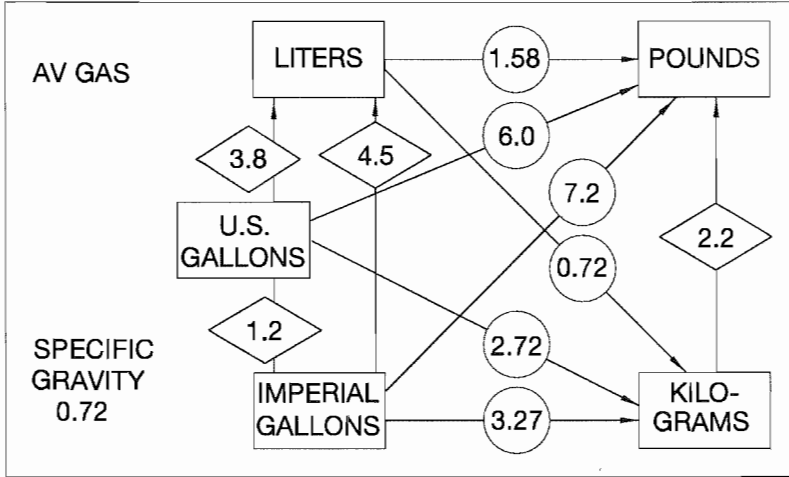 AV GAS
LITERS
1.58
POUNDS
6.0
3.8
4.5
7.2
U.S.
GALLONS
2.2
0.72
1.2
2.72
SPECIFIC
GRAVITY
0.72
IMPERIAL
GALLONS
3.27
KILO-
GRAMS